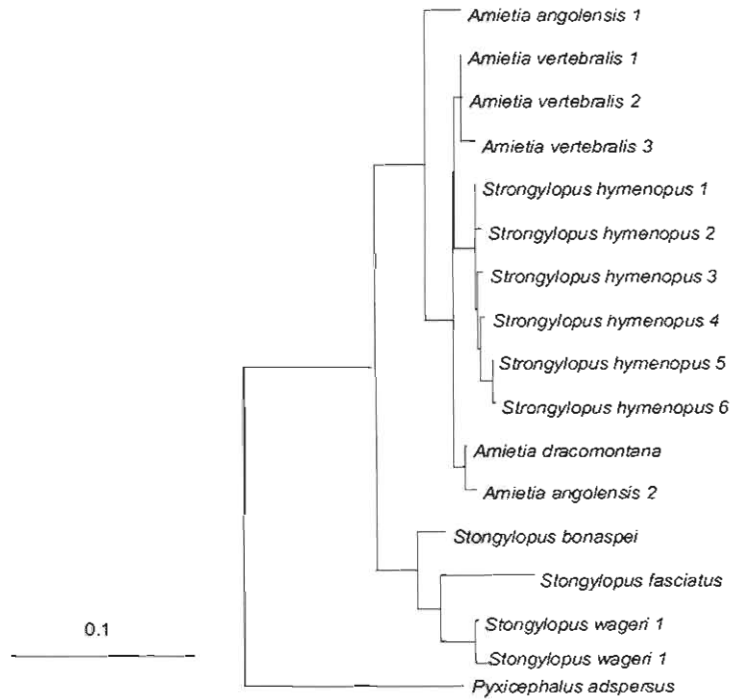 Amietia angolensis 1
Amietia vertebralis 1
Amietia vertebralis 2
Amietia vertebralis 3
Strongylopus hymenopus 1
Strongylopus hymenopus 2
Strongylopus hymenopus 3
Strongylopus hymenopus 4
Strongylopus hymenopus 5
Strongylopus hymenopus 6
Amietia dracomontana
Amietia angolensis 2
Stongylopus bonaspei
Stongylopus fasciatus
0.1
Stongylopus wageri 1
Stongylopus wageri 1
Pyxicephalus adspersus